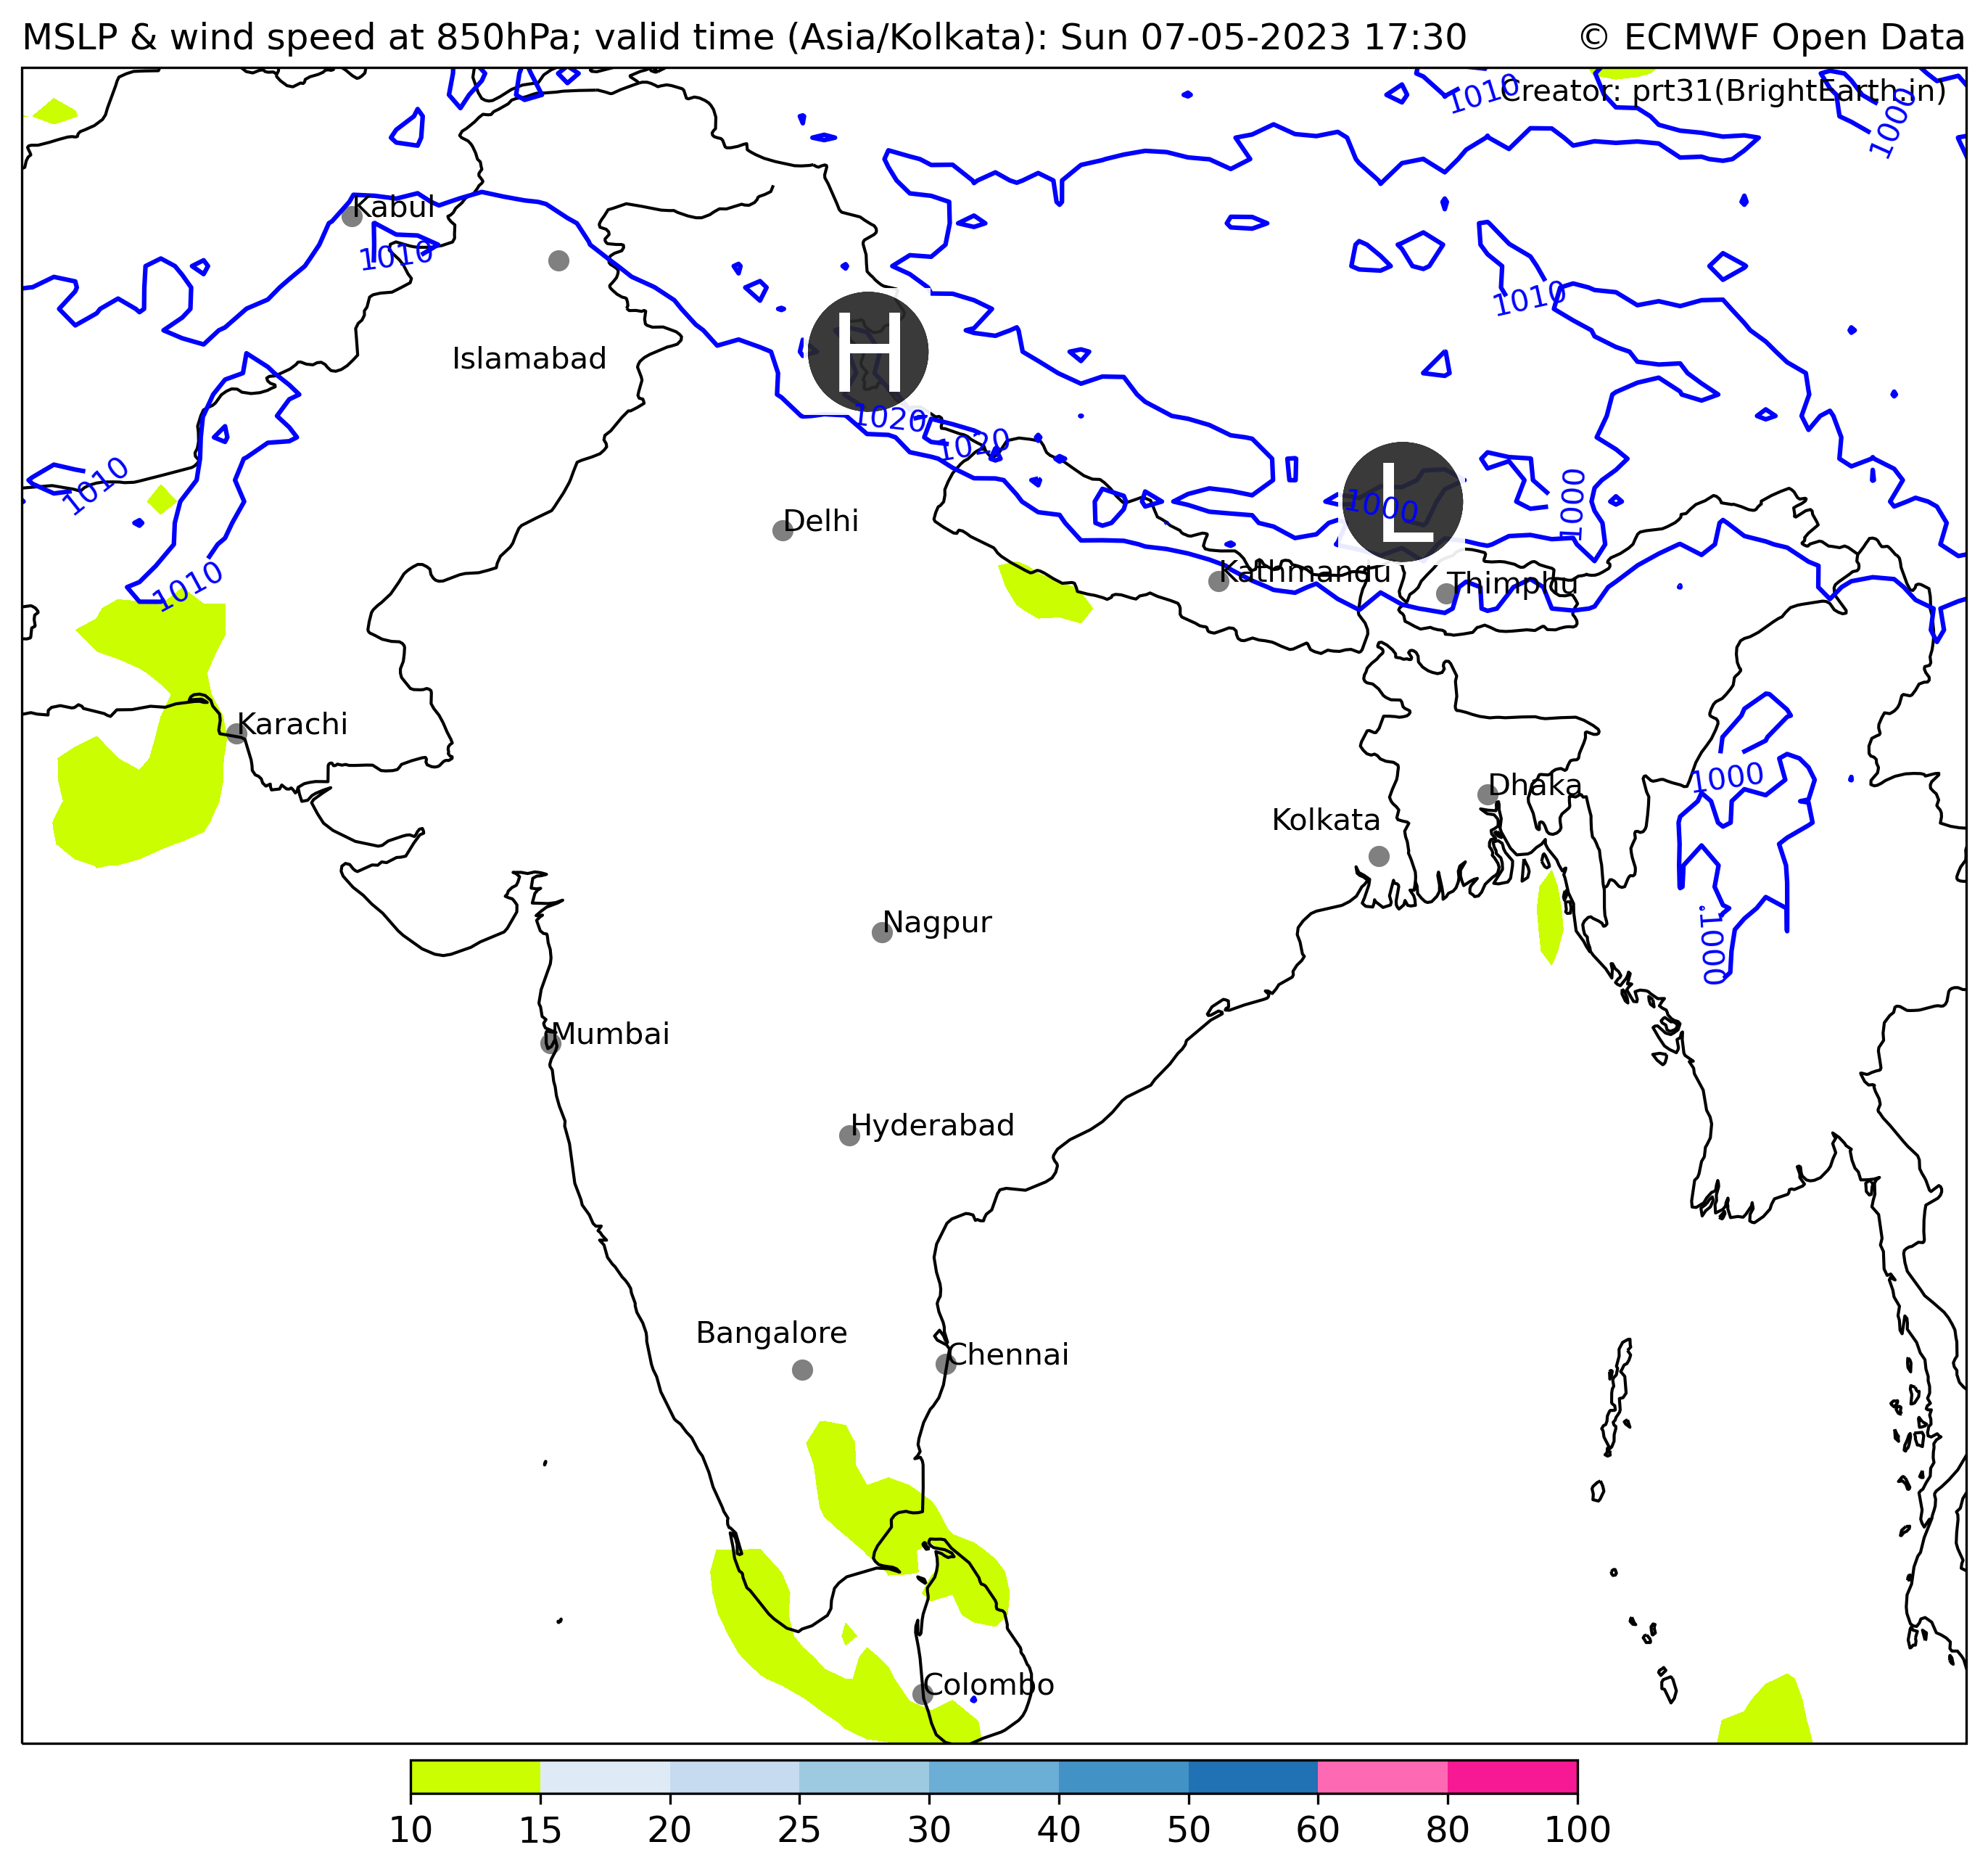 MSLP & wind speed at 850hPa; valid time (Asia/Kolkata): Sun 07-05-2023 17:30
© ECMWF Open Data
Creator: prt31(BrightEarth.in)
1010
1000
Kabul
1010
Islamabad
1010
H
1020
1020
1010
L
1000
1000
Delhi
Kathmandu
Thimphu
1010
Karachi
1000
Dhaka
Kolkata
Nagpur
1000
Mumbai
Hyderabad
Bangalore
Chennai
Colombo
10 15 20 25 30 40 50 60 80 100